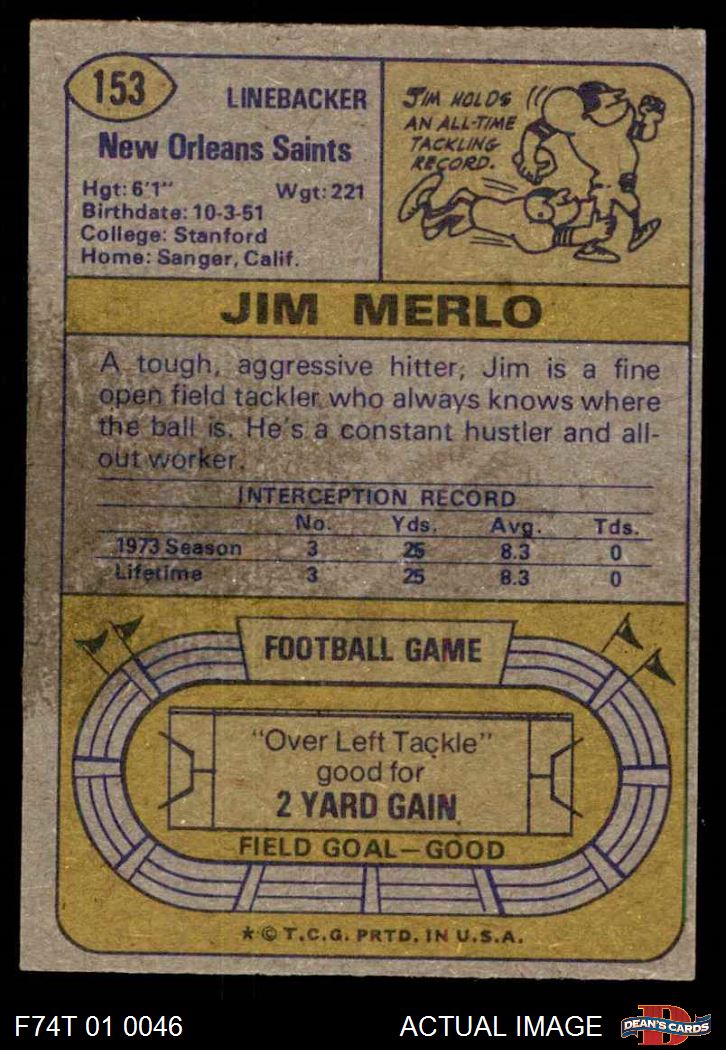 153
LINEBACKER
New Orleans Saints
Hgt: 6'1" Wgt: 221
Birthdate: 10-3-51
College: Stanford
Home: Sanger, Calif.
JIM HOLDS
AN ALL-TIME
TACKLING
RECORD.
JIM MERLO
A tough, aggressive hitter, Jim is a fine
open field tackler who always knows where
the ball is. He's a constant hustler and all-
out worker.
INTERCEPTION RECORD
No. Yds. Avg. Tds.
1973 Season 3 25 8.3 0
Lifetime 3 25 8.3 0
FOOTBALL GAME
"Over Left Tackle"
good for
2 YARD GAIN
FIELD GOAL—GOOD
* © T.C.G. PRTD. IN U.S.A.
F74T 01 0046 ACTUAL IMAGE
D
DEAN'S CARDS